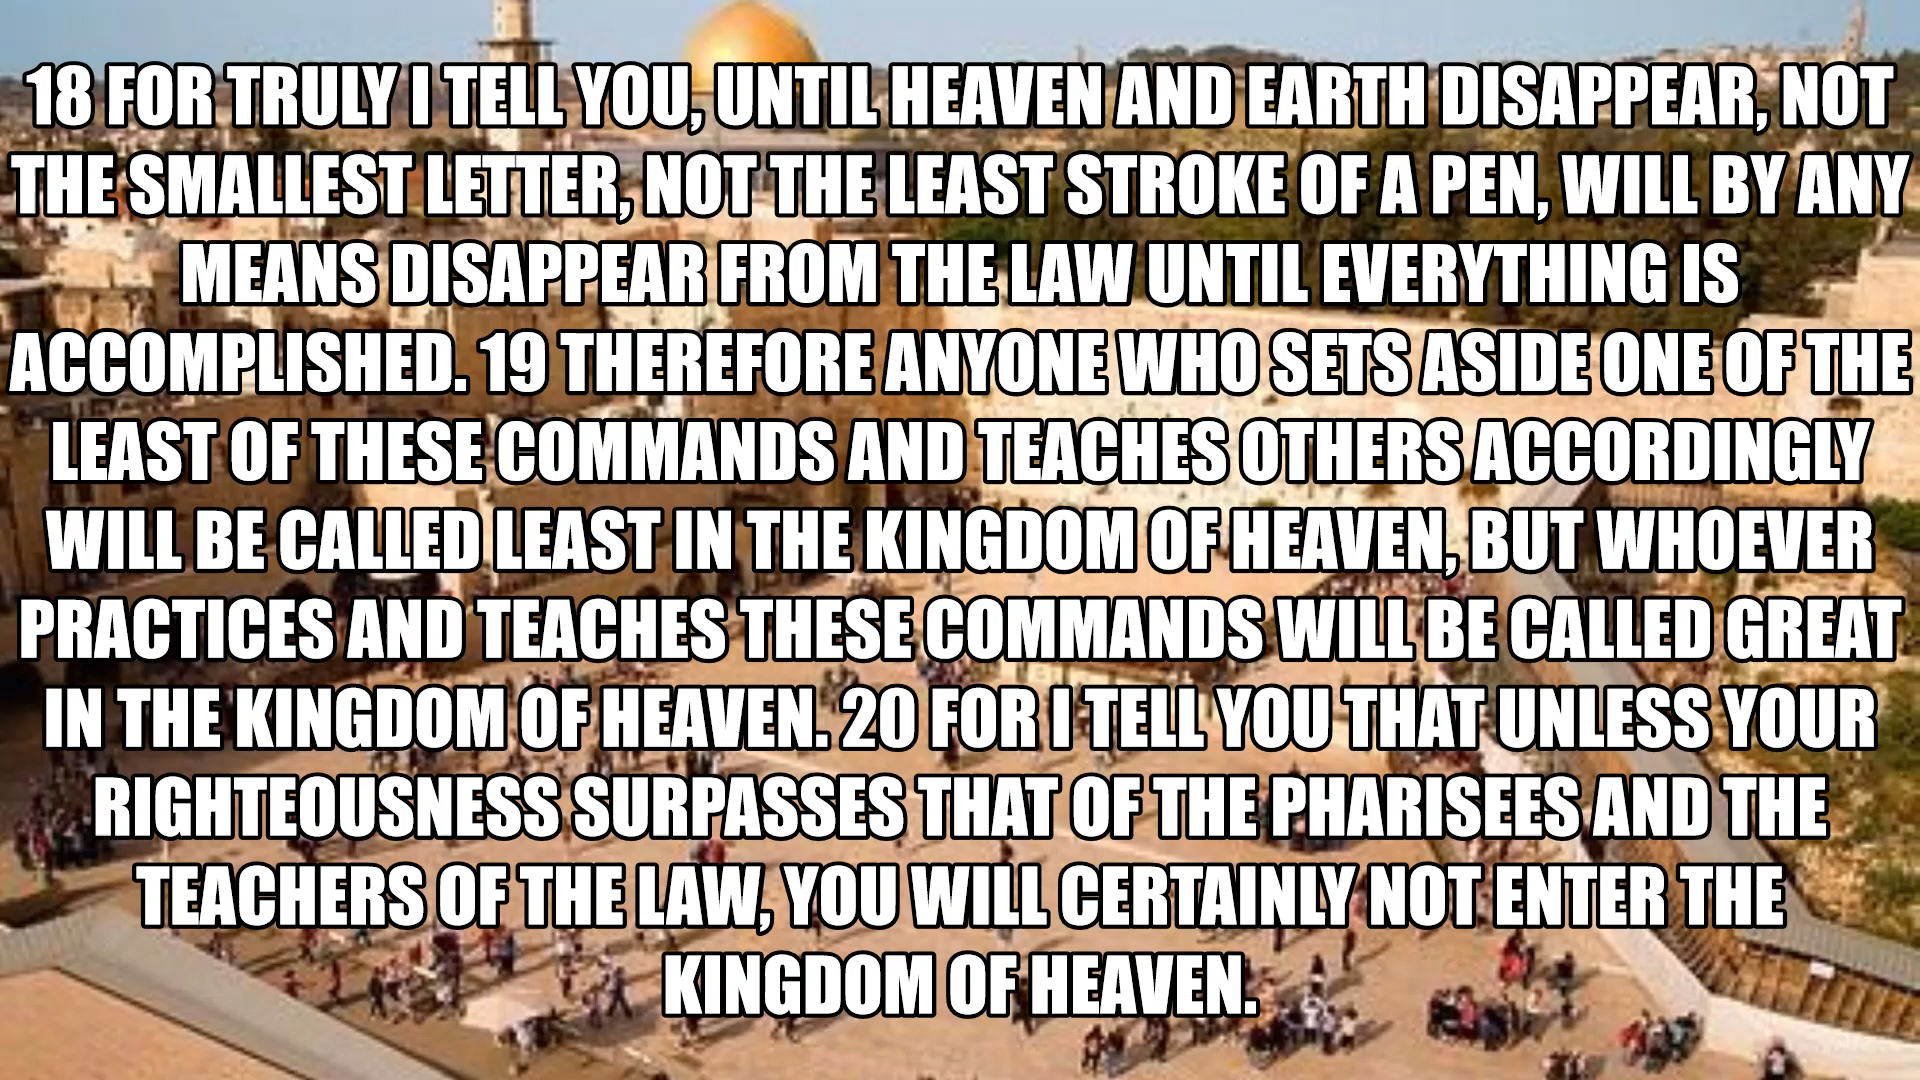 18 FOR TRULY I TELL YOU, UNTIL HEAVEN AND EARTH DISAPPEAR, NOT
THE SMALLEST LETTER, NOT THE LEAST STROKE OF A PEN, WILL BY ANY
MEANS DISAPPEAR FROM THE LAW UNTIL EVERYTHING IS
ACCOMPLISHED. 19 THEREFORE ANYONE WHO SETS ASIDE ONE OF THE
LEAST OF THESE COMMANDS AND TEACHES OTHERS ACCORDINGLY
WILL BE CALLED LEAST IN THE KINGDOM OF HEAVEN, BUT WHOEVER
PRACTICES AND TEACHES THESE COMMANDS WILL BE CALLED GREAT
IN THE KINGDOM OF HEAVEN. 20 FOR I TELL YOU THAT UNLESS YOUR
RIGHTEOUSNESS SURPASSES THAT OF THE PHARISEES AND THE
TEACHERS OF THE LAW, YOU WILL CERTAINLY NOT ENTER THE
KINGDOM OF HEAVEN.